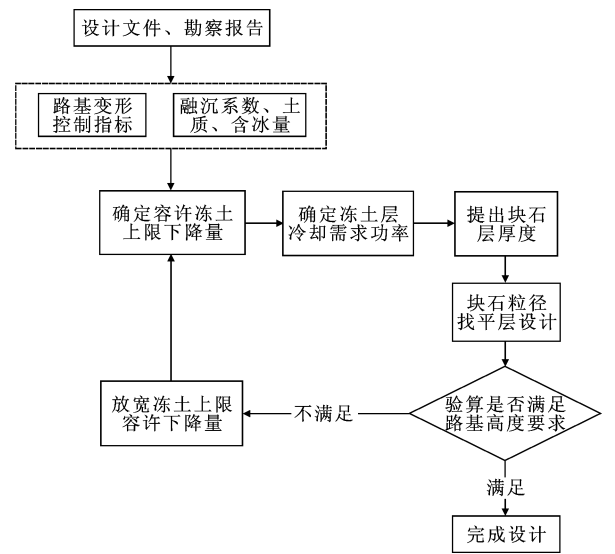 设计文件、勘察报告
路基变形
控制指标
融沉系数、土
质、含冰量
确定容许冻土
上限下降量
确定冻土层
冷却需求功率
提出块石
层厚度
块石粒径
找平层设计
放宽冻土上限
容许下降量
不满足
验算是否满足
路基高度要求
满足
完成设计